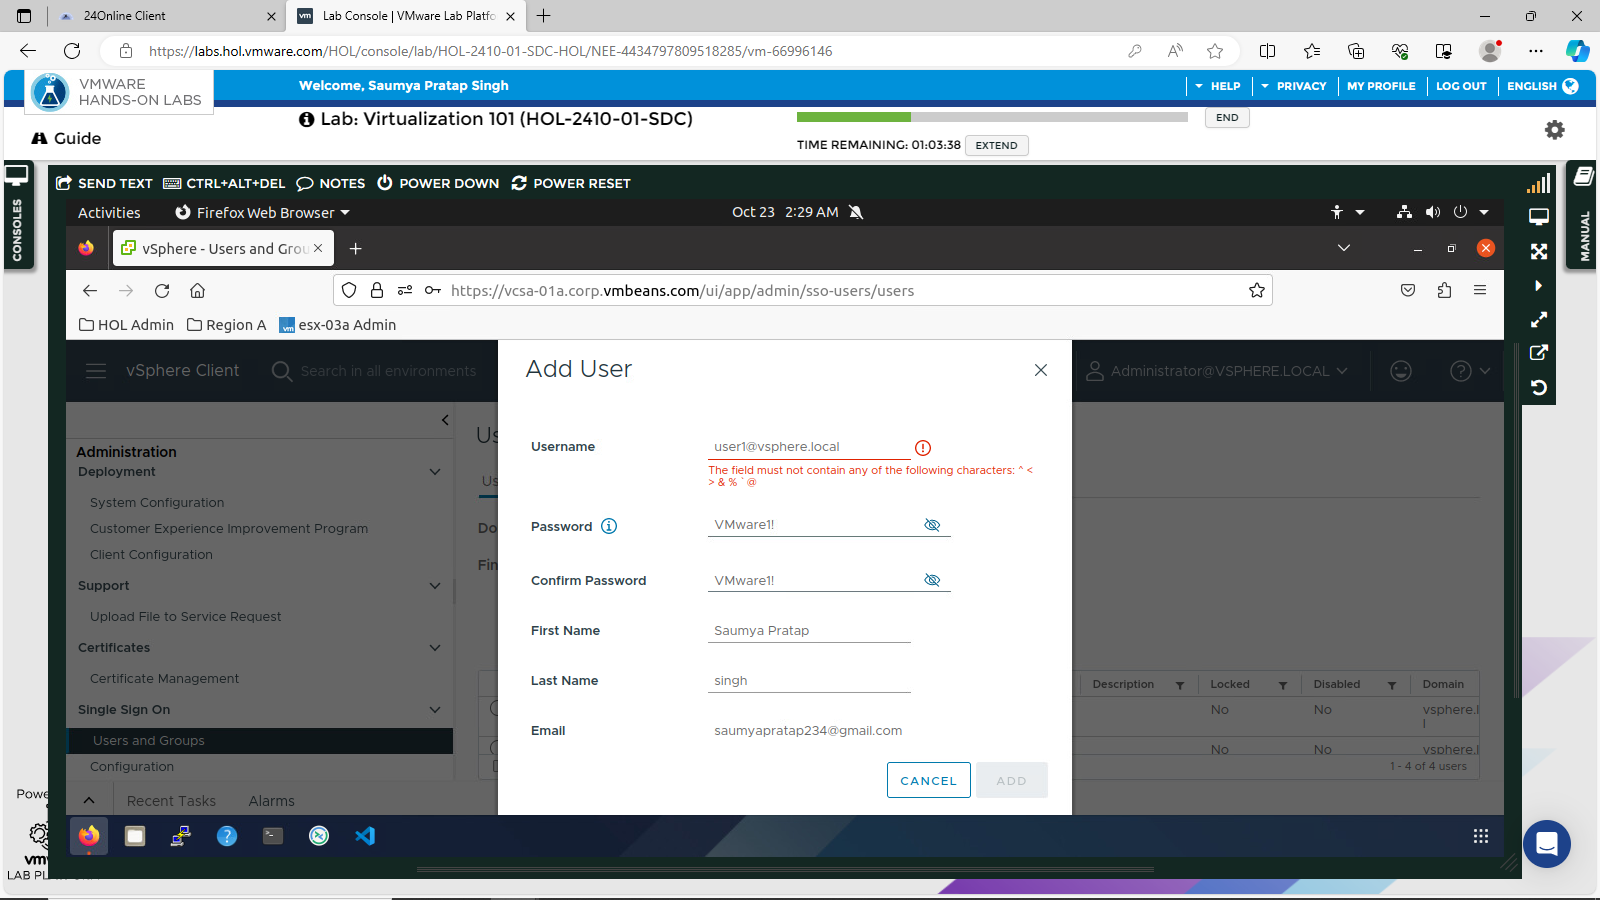 24Online Client
Lab Console | VMware Lab Platfo
https://labs.hol.vmware.com/HOL/console/lab/HOL-2410-01-SDC-HOL/NEE-4434797809518285/vm-66996146
VMWARE
HANDS-ON LABS
Welcome, Saumya Pratap Singh
HELP
PRIVACY
MY PROFILE
LOG OUT
ENGLISH
Guide
Lab: Virtualization 101 (HOL-2410-01-SDC)
END
TIME REMAINING: 01:03:38
EXTEND
CONSOLES
MANUAL
SEND TEXT
CTRL+ALT+DEL
NOTES
POWER DOWN
POWER RESET
Activities
Firefox Web Browser
Oct 23 2:29 AM
vSphere - Users and Grou
https://vcsa-01a.corp.vmbeans.com/ui/app/admin/sso-users/users
HOL Admin
Region A
esx-03a Admin
vSphere Client
Search in all environments
Administrator@VSPHERE.LOCAL
Administration
Deployment
System Configuration
Customer Experience Improvement Program
Client Configuration
Support
Upload File to Service Request
Certificates
Certificate Management
Single Sign On
Users and Groups
Configuration
Us
Us
Do
Fin
Add User
Username
user1@vsphere.local
The field must not contain any of the following characters: ^ <
> & % ` @
Password
VMware1!
Confirm Password
VMware1!
First Name
Saumya Pratap
Last Name
singh
Email
saumyapratap234@gmail.com
CANCEL
ADD
Description
Locked
Disabled
Domain
No
No
vsphere.l
l
No
No
vsphere.l
1 - 4 of 4 users
Recent Tasks
Alarms
Powe
vmw
LAB PLATFORM